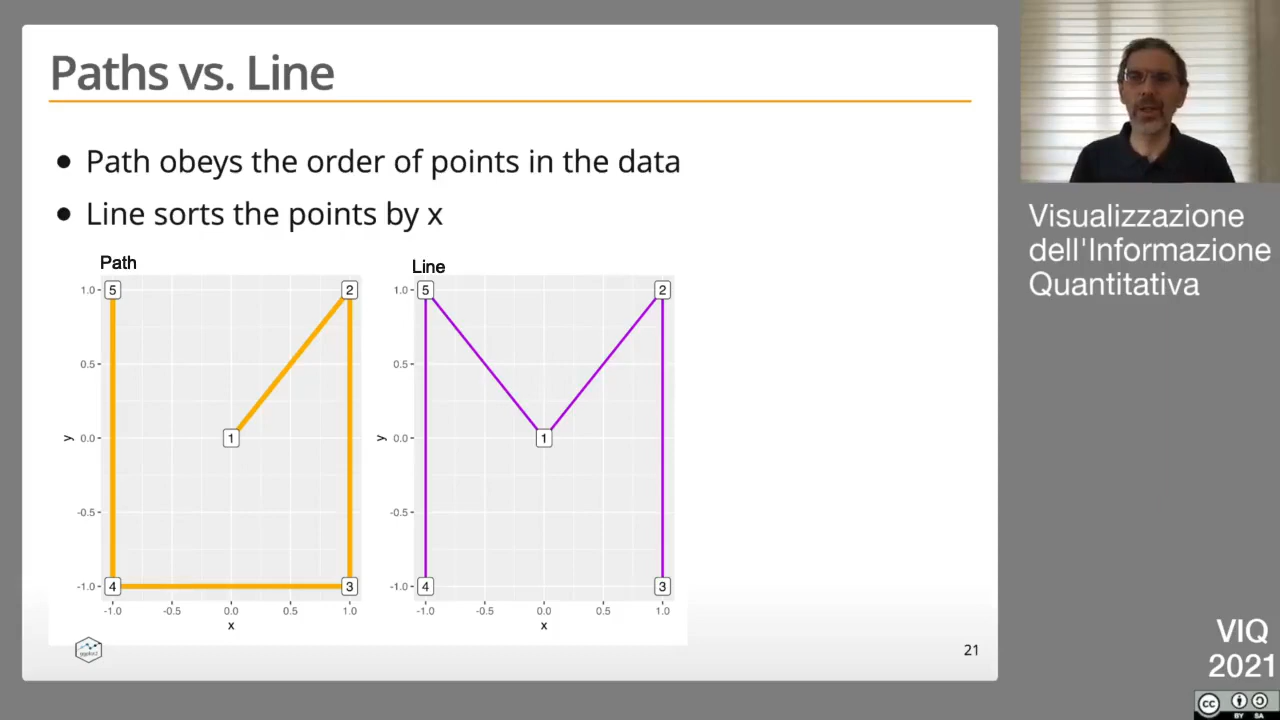 Paths vs. Line
● Path obeys the order of points in the data
● Line sorts the points by x
Path
1.0
0.5
0.0
-0.5
-1.0
y
5
2
1
4
3
-1.0 -0.5 0.0 0.5 1.0
x
Line
1.0
0.5
0.0
-0.5
-1.0
y
5
2
1
4
3
-1.0 -0.5 0.0 0.5 1.0
x
ggplot2
21
Visualizzazione
dell'Informazione
Quantitativa
VIQ
2021
cc
BY SA